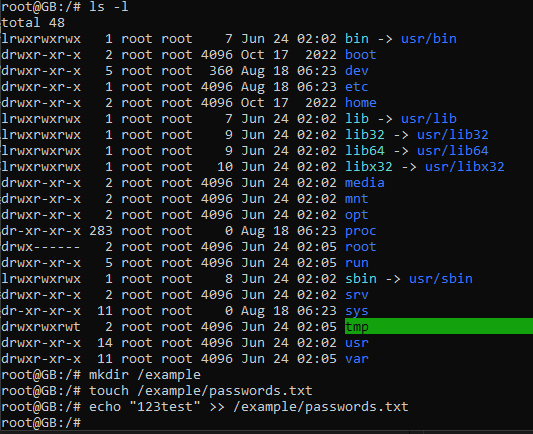 root@GB:/# ls -l
total 48
lrwxrwxrwx   1 root root    7 Jun 24 02:02 bin -> usr/bin
drwxr-xr-x   2 root root 4096 Oct 17  2022 boot
drwxr-xr-x   5 root root  360 Aug 18 06:23 dev
drwxr-xr-x   1 root root 4096 Aug 18 06:23 etc
drwxr-xr-x   2 root root 4096 Oct 17  2022 home
lrwxrwxrwx   1 root root    7 Jun 24 02:02 lib -> usr/lib
lrwxrwxrwx   1 root root    9 Jun 24 02:02 lib32 -> usr/lib32
lrwxrwxrwx   1 root root    9 Jun 24 02:02 lib64 -> usr/lib64
lrwxrwxrwx   1 root root   10 Jun 24 02:02 libx32 -> usr/libx32
drwxr-xr-x   2 root root 4096 Jun 24 02:02 media
drwxr-xr-x   2 root root 4096 Jun 24 02:02 mnt
drwxr-xr-x   2 root root 4096 Jun 24 02:02 opt
dr-xr-xr-x 283 root root    0 Aug 18 06:23 proc
drwx------   2 root root 4096 Jun 24 02:05 root
drwxr-xr-x   5 root root 4096 Jun 24 02:05 run
lrwxrwxrwx   1 root root    8 Jun 24 02:02 sbin -> usr/sbin
drwxr-xr-x   2 root root 4096 Jun 24 02:02 srv
dr-xr-xr-x  11 root root    0 Aug 18 06:23 sys
drwxrwxrwt   2 root root 4096 Jun 24 02:05 tmp
drwxr-xr-x  14 root root 4096 Jun 24 02:02 usr
drwxr-xr-x  11 root root 4096 Jun 24 02:05 var
root@GB:/# mkdir /example
root@GB:/# touch /example/passwords.txt
root@GB:/# echo "123test" >> /example/passwords.txt
root@GB:/#